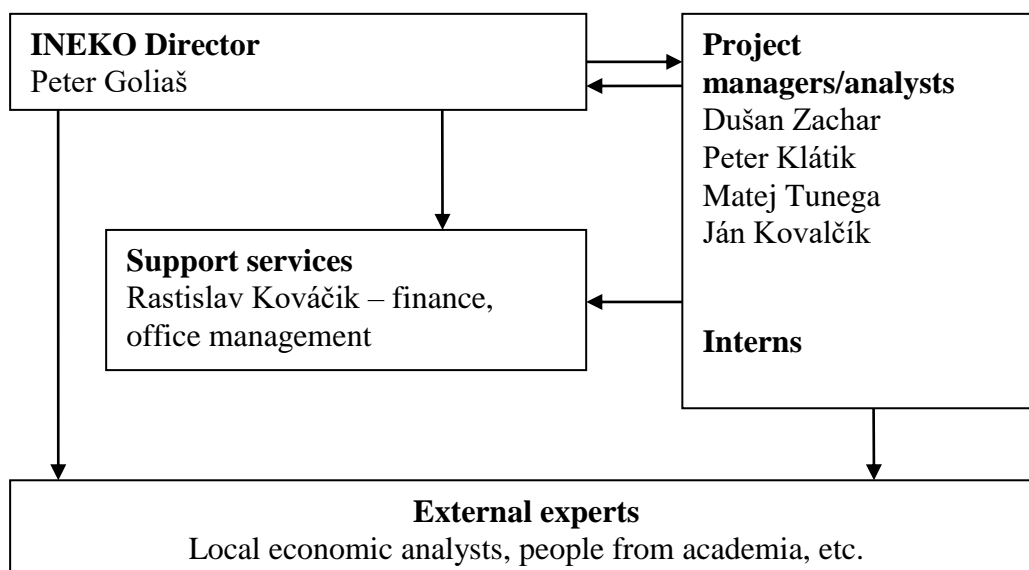 INEKO Director
Peter Goliaš
Project
managers/analysts
Dušan Zachar
Peter Klátik
Matej Tunega
Ján Kovalčík
Interns
Support services
Rastislav Kováčik – finance,
office management
External experts
Local economic analysts, people from academia, etc.